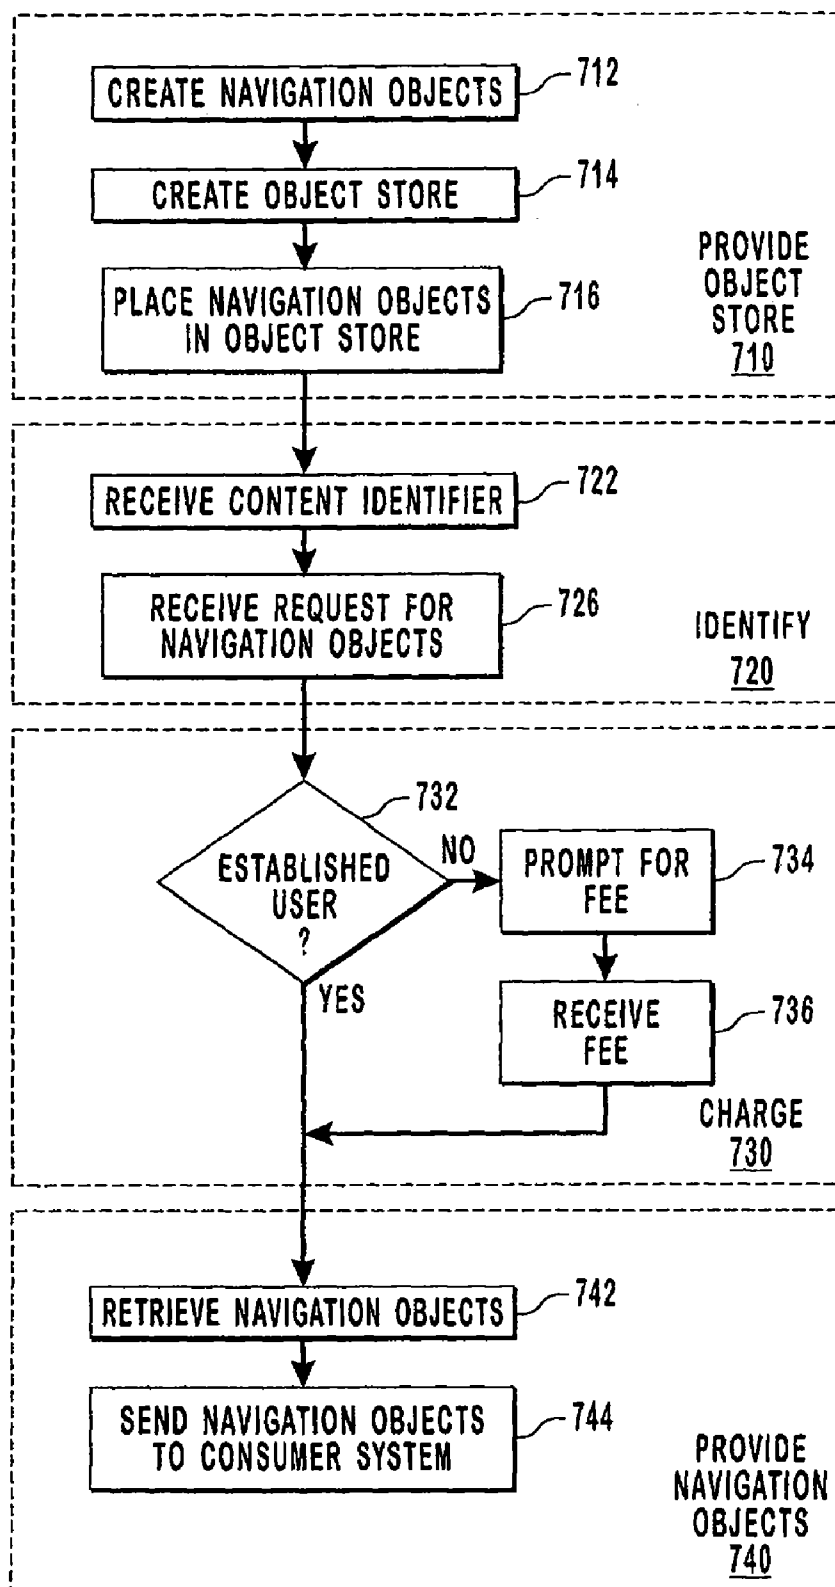 CREATE NAVIGATION OBJECTS
712
CREATE OBJECT STORE
714
PLACE NAVIGATION OBJECTS
IN OBJECT STORE
716
PROVIDE
OBJECT
STORE
710
RECEIVE CONTENT IDENTIFIER
722
RECEIVE REQUEST FOR
NAVIGATION OBJECTS
726
IDENTIFY
720
732
ESTABLISHED
USER
?
NO
YES
PROMPT FOR
FEE
734
RECEIVE
FEE
736
CHARGE
730
RETRIEVE NAVIGATION OBJECTS
742
SEND NAVIGATION OBJECTS
TO CONSUMER SYSTEM
744
PROVIDE
NAVIGATION
OBJECTS
740